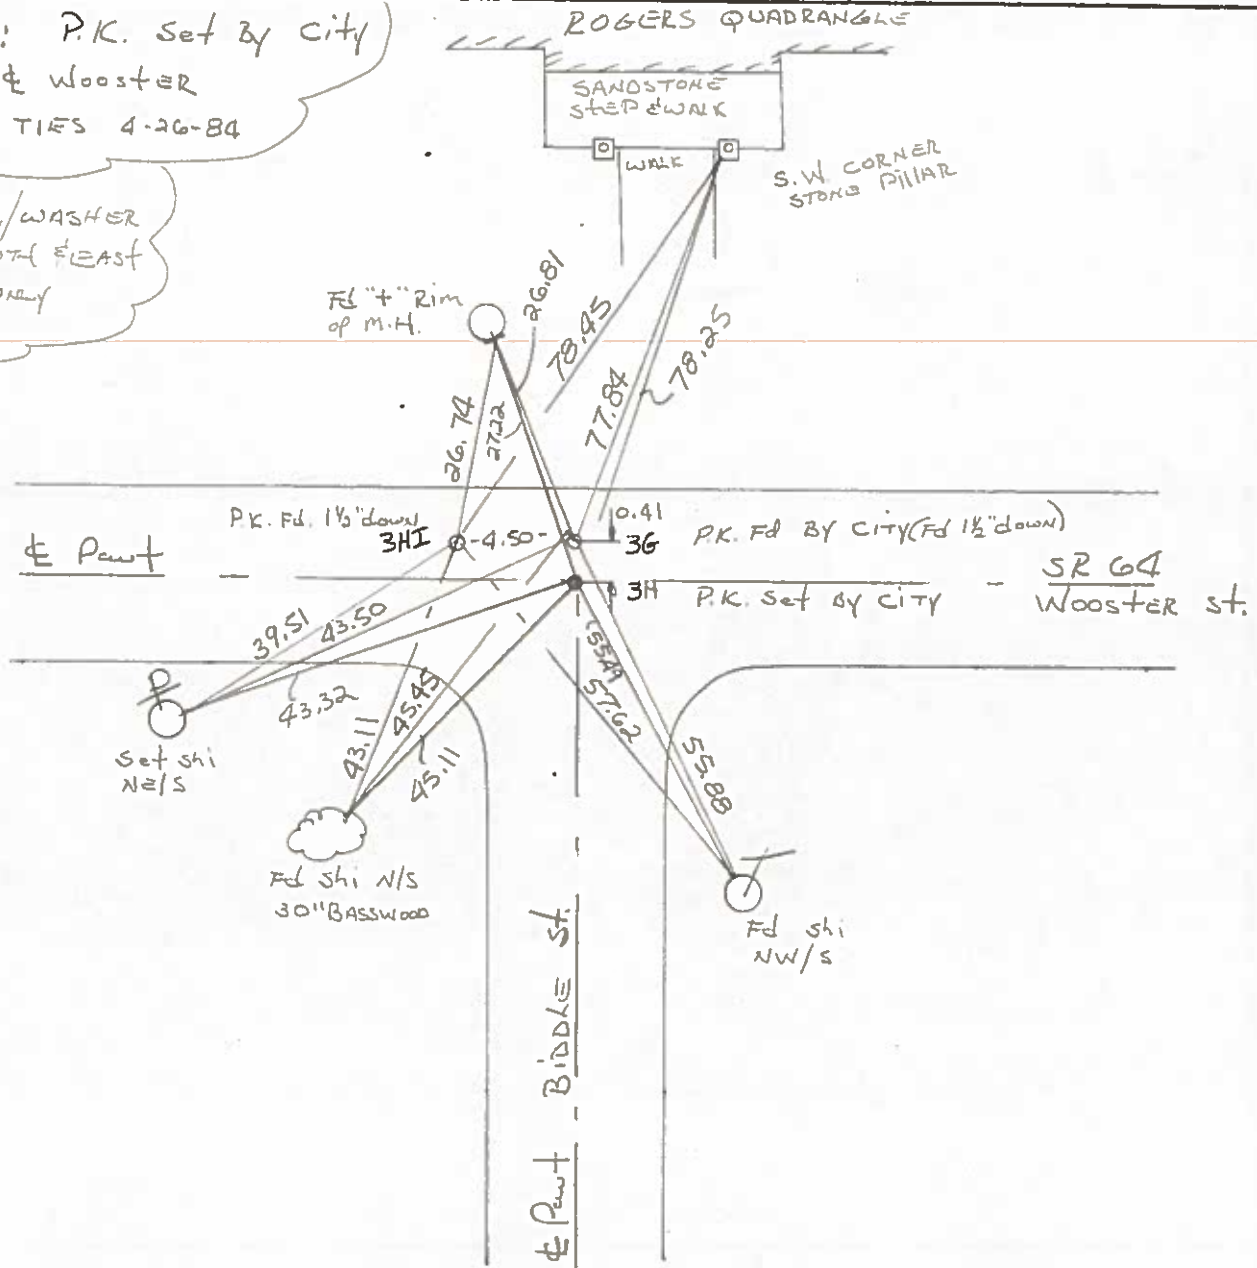 : P.K. Set By City
℄ Wooster
TIES 4-26-84
/WASHER
& EAST
ONLY
ROGERS QUADRANGLE
SANDSTONE
STEP & WALK
WALK
S.W. CORNER
STONE Pillar
Fd "+" Rim
of M.H.
26.81
78.45
77.84
78.25
26.74
27.22
P.K. Fd. 1½" down
3HI
-4.50-
0.41
3G
P.K. Fd By City (Fd 1½" down)
℄ Pavt
3H
P.K. Set By City
SR 64
Wooster St.
39.51
43.50
43.32
43.11
45.45
45.11
55.49
57.62
55.88
P
Set Shi
NE/S
Fd Shi N/S
30" BASSWOOD
Fd Shi
NW/S
℄ Pavt - BIDDLE St.